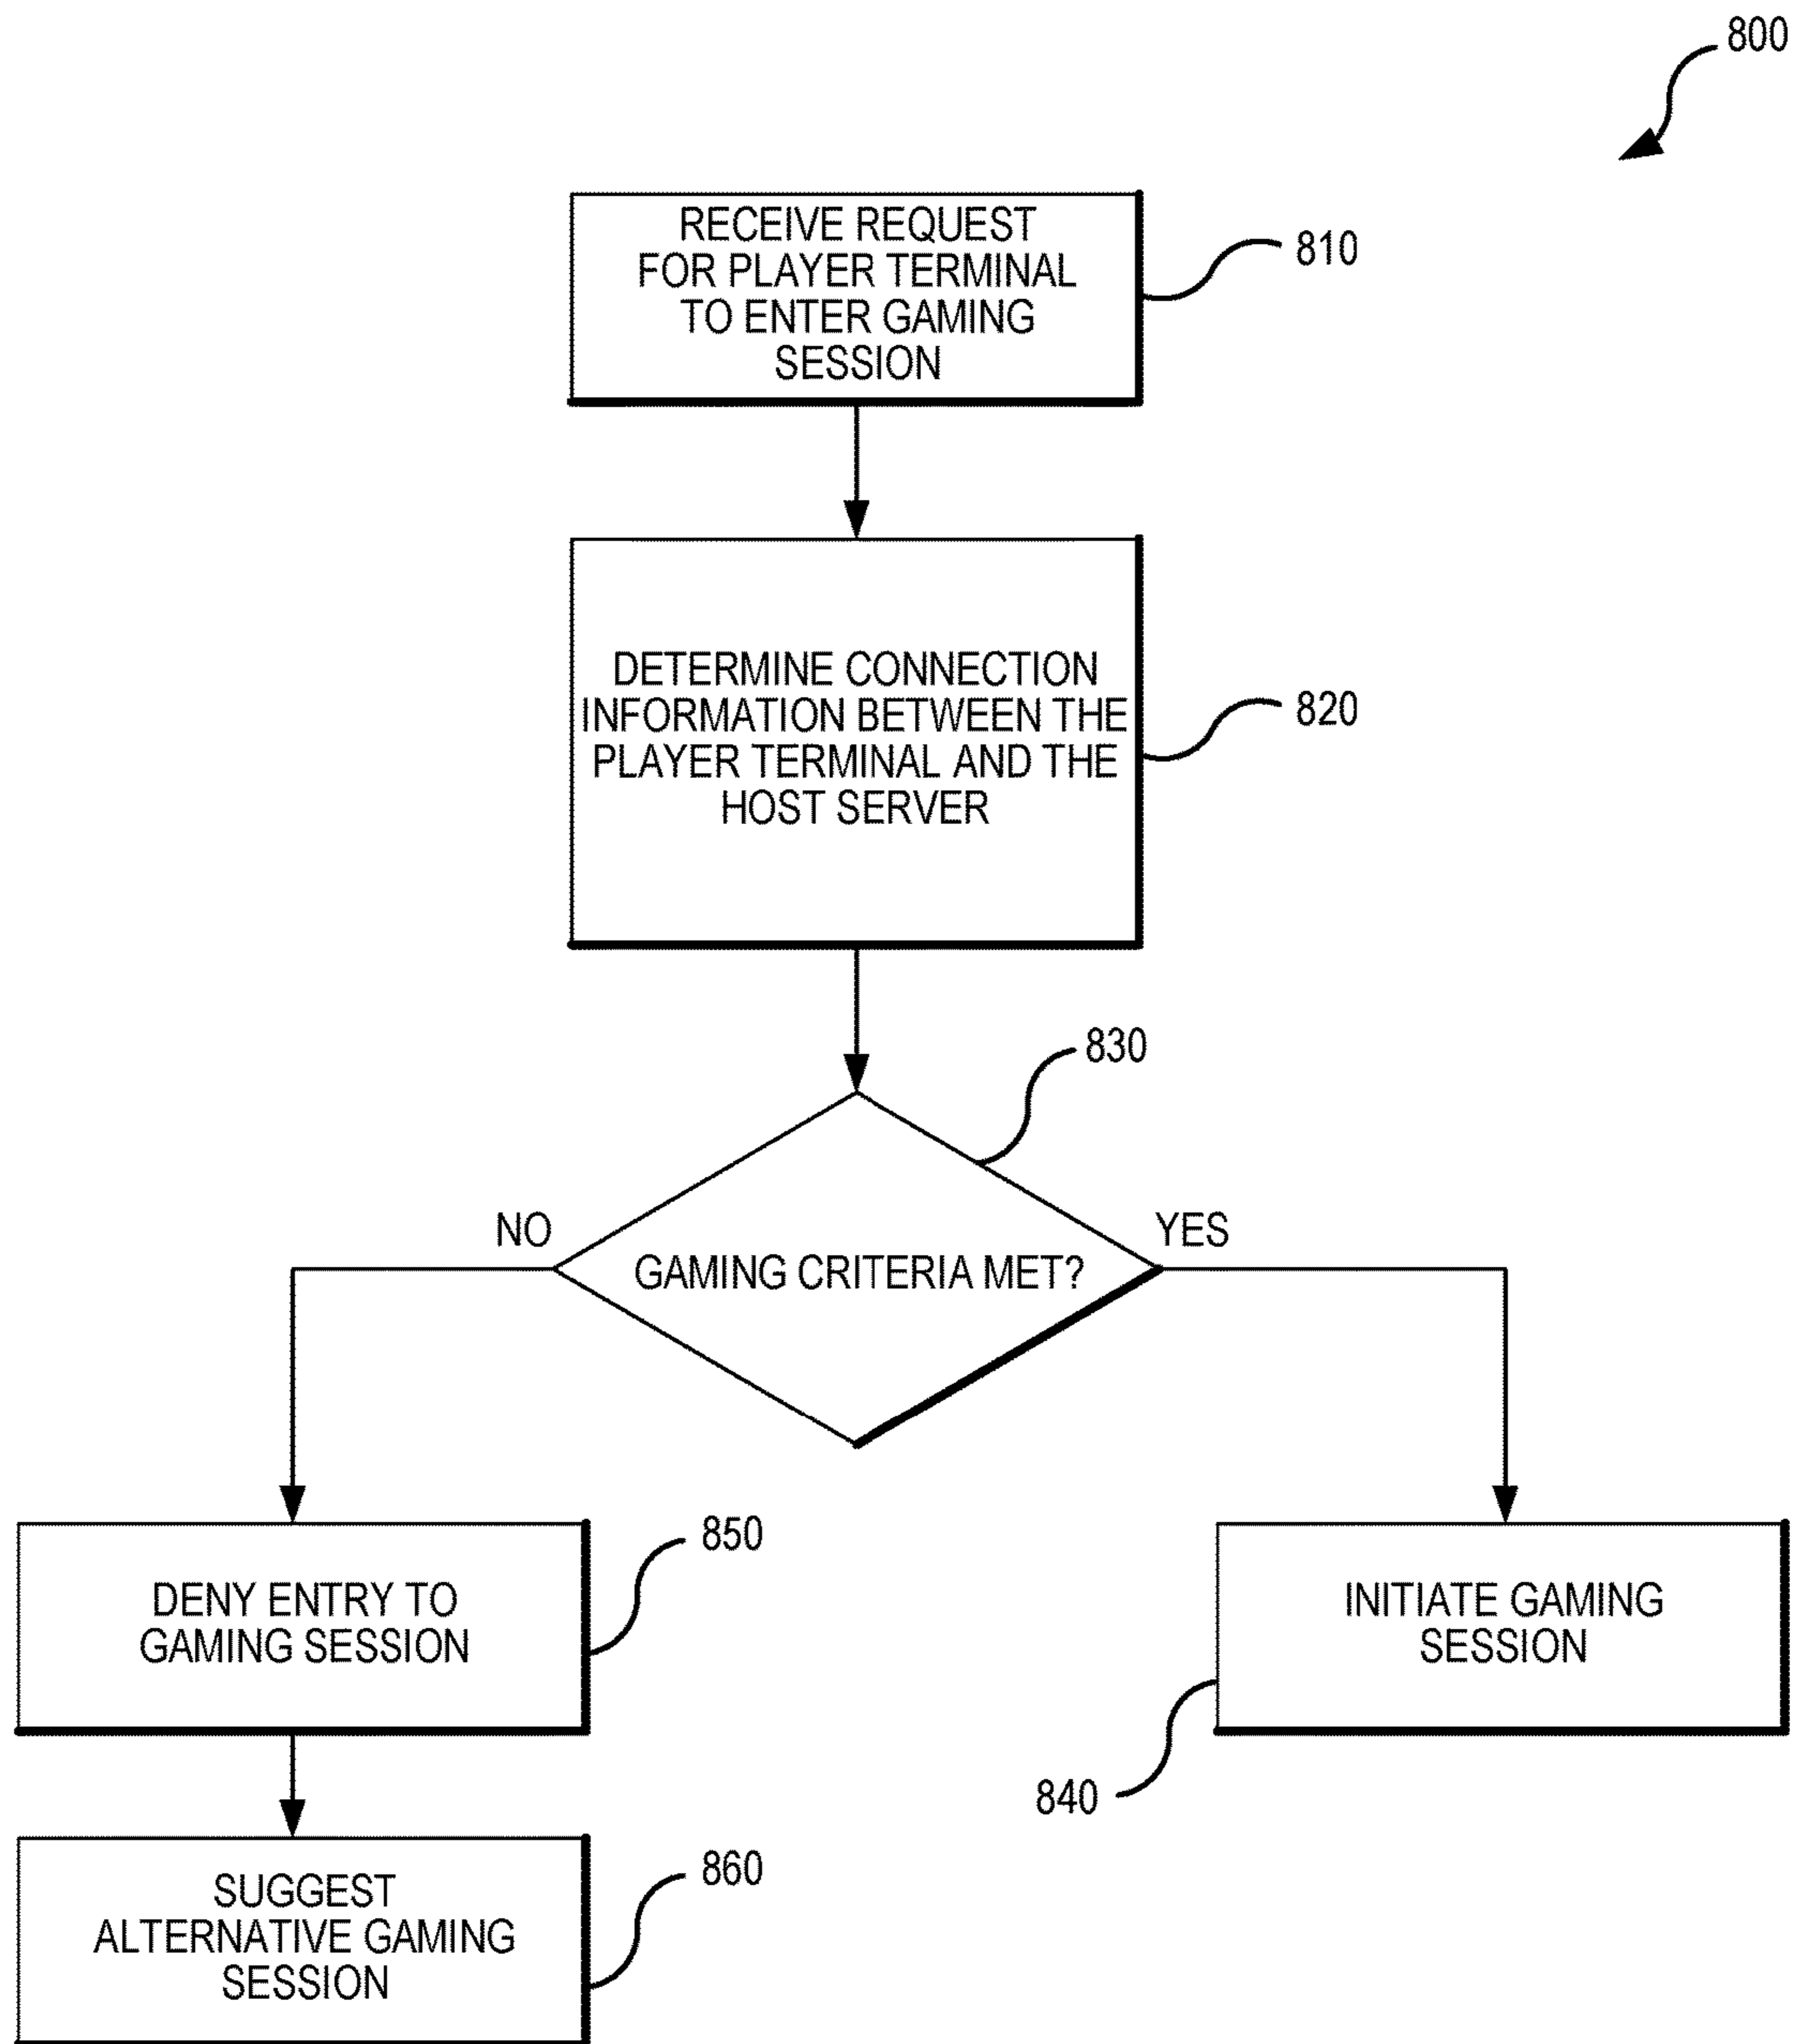 800
RECEIVE REQUEST
FOR PLAYER TERMINAL
TO ENTER GAMING
SESSION
810
DETERMINE CONNECTION
INFORMATION BETWEEN THE
PLAYER TERMINAL AND THE
HOST SERVER
820
830
NO
YES
GAMING CRITERIA MET?
DENY ENTRY TO
GAMING SESSION
850
INITIATE GAMING
SESSION
840
SUGGEST
ALTERNATIVE GAMING
SESSION
860